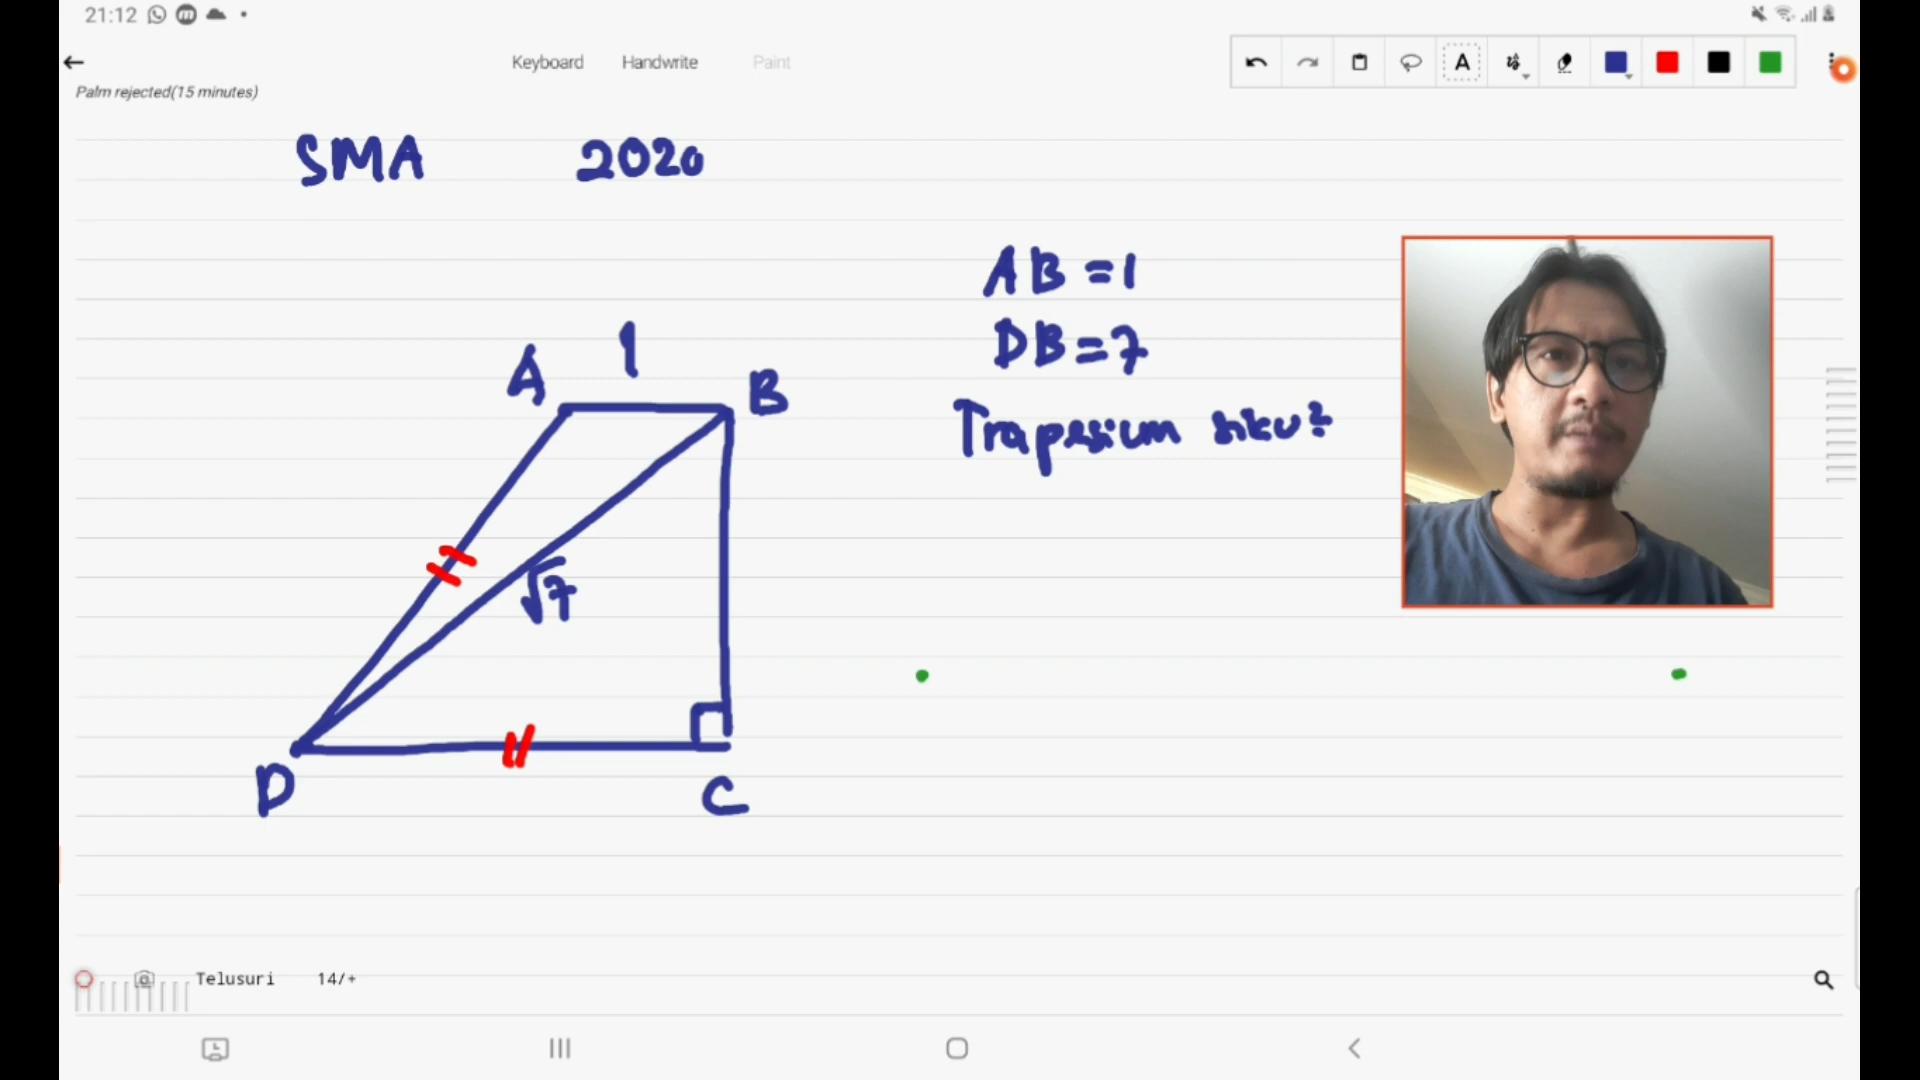 21:12
Keyboard Handwrite Paint
A
Palm rejected(15 minutes)
SMA 2020
AB = 1
DB = 7
Trapesium siku2
1
A B
√7
D C
Telusuri 14/+